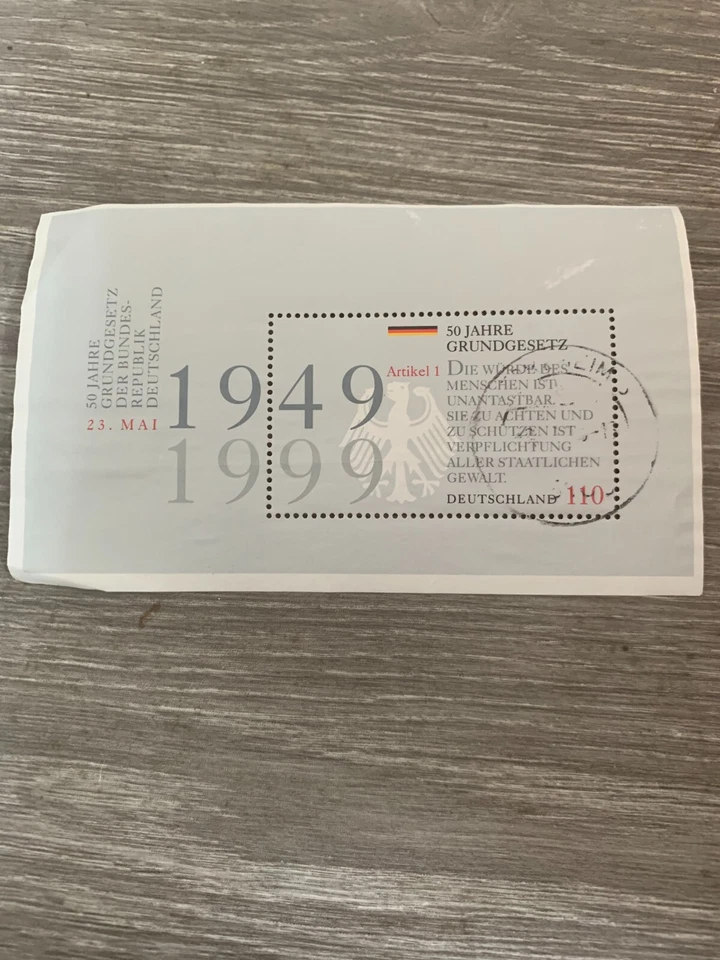 50 JAHRE
GRUNDGESETZ
DER BUNDES-
REPUBLIK
DEUTSCHLAND
23. MAI
1949
1999
50 JAHRE
GRUNDGESETZ
Artikel 1
DIE WÜRDE DES
MENSCHEN IST
UNANTASTBAR.
SIE ZU ACHTEN UND
ZU SCHÜTZEN IST
VERPFLICHTUNG
ALLER STAATLICHEN
GEWALT.
DEUTSCHLAND 110